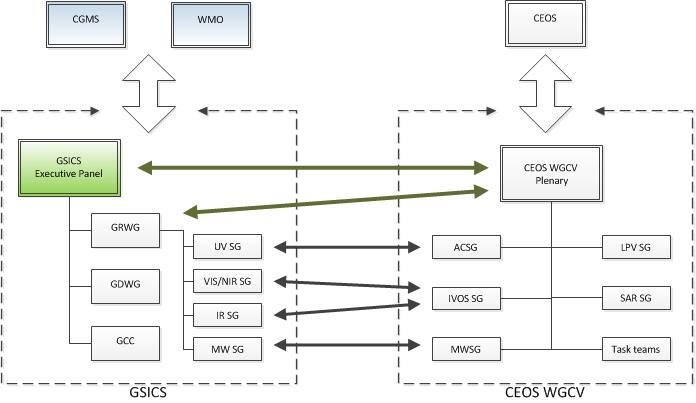 CGMS
WMO
CEOS
GSICS
Executive Panel
CEOS WGCV
Plenary
GRWG
UV SG
ACSG
LPV SG
GDWG
VIS/NIR SG
IVOS SG
SAR SG
IR SG
GCC
MW SG
MWSG
Task teams
GSICS
CEOS WGCV